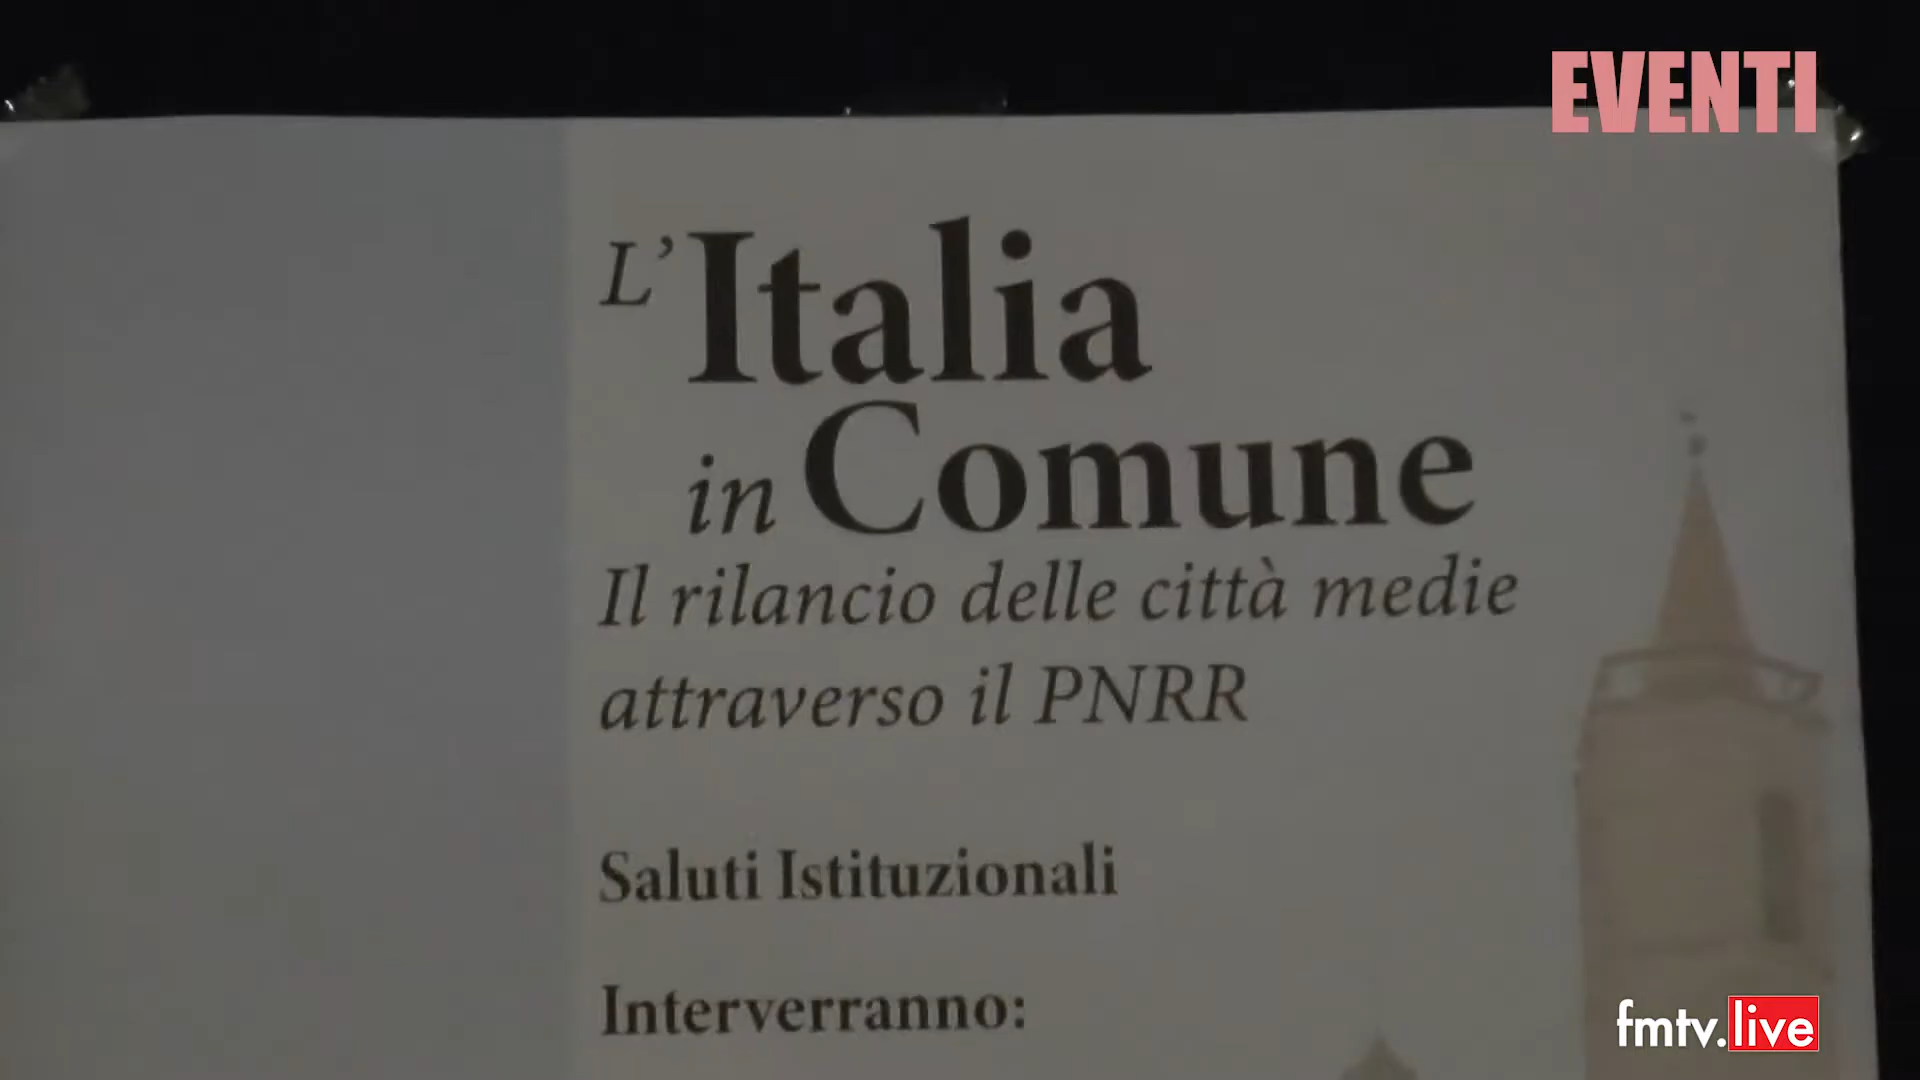 EVENTI
L'Italia
in Comune
Il rilancio delle città medie
attraverso il PNRR
Saluti Istituzionali
Interverranno:
fmtv.live